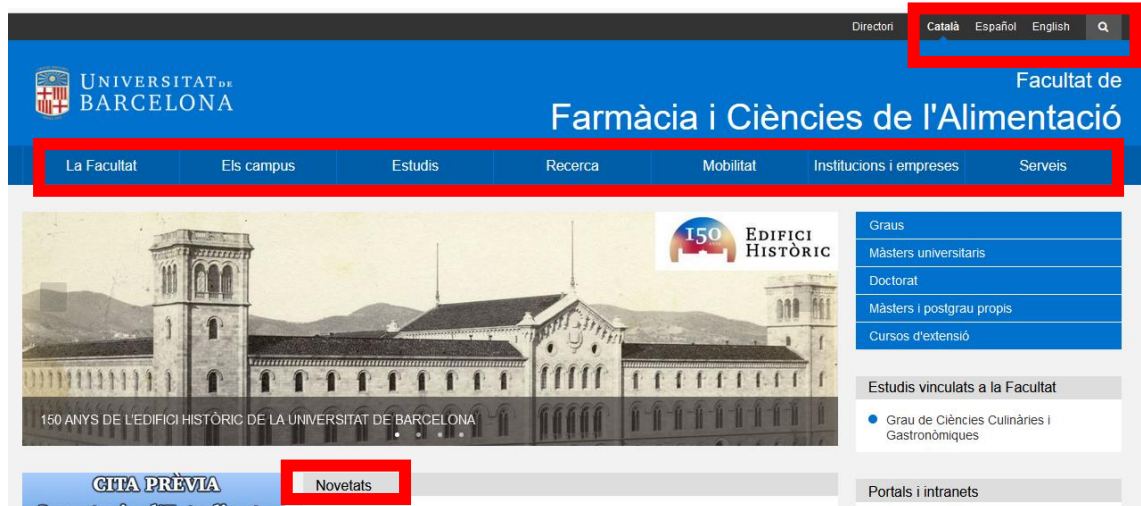 Directori
Català Español English
UNIVERSITAT DE
BARCELONA
Facultat de
Farmàcia i Ciències de l'Alimentació
La Facultat Els campus Estudis Recerca Mobilitat Institucions i empreses Serveis
150 EDIFICI
HISTÒRIC
150 ANYS DE L'EDIFICI HISTÒRIC DE LA UNIVERSITAT DE BARCELONA
Graus
Màsters universitaris
Doctorat
Màsters i postgrau propis
Cursos d'extensió
Estudis vinculats a la Facultat
Grau de Ciències Culinàries i
Gastronòmiques
CITA PRÈVIA
Novetats
Portals i intranets